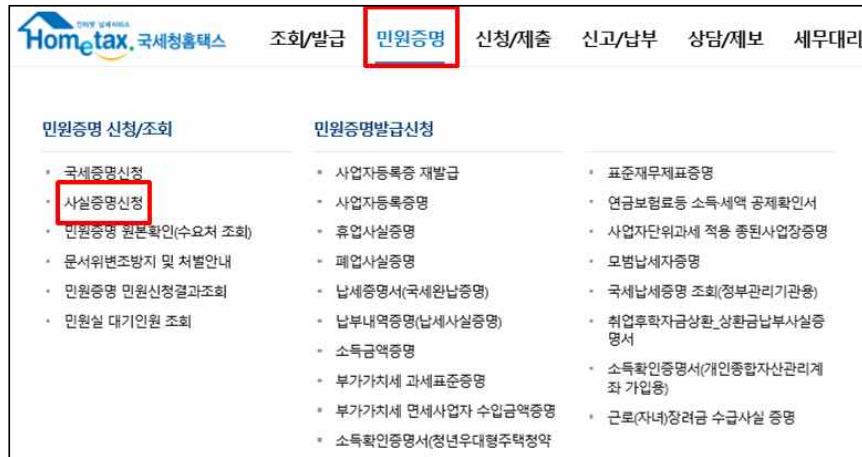 인터넷 납세서비스
Hometax. 국세청홈택스
조회/발급 민원증명 신청/제출 신고/납부 상담/제보 세무대리
민원증명 신청/조회
국세증명신청
사실증명신청
민원증명 원본확인(수요처 조회)
문서위변조방지 및 처벌안내
민원증명 민원신청결과조회
민원실 대기인원 조회
민원증명발급신청
사업자등록증 재발급
사업자등록증명
휴업사실증명
폐업사실증명
납세증명서(국세완납증명)
납부내역증명(납세사실증명)
소득금액증명
부가가치세 과세표준증명
부가가치세 면세사업자 수입금액증명
소득확인증명서(청년우대형주택청약
표준재무제표증명
연금보험료등 소득·세액 공제확인서
사업자단위과세 적용 종된사업장증명
모범납세자증명
국세납세증명 조회(정부관리기관용)
취업후학자금상환_상환금납부사실증
명서
소득확인증명서(개인종합자산관리계
좌 가입용)
근로(자녀)장려금 수급사실 증명